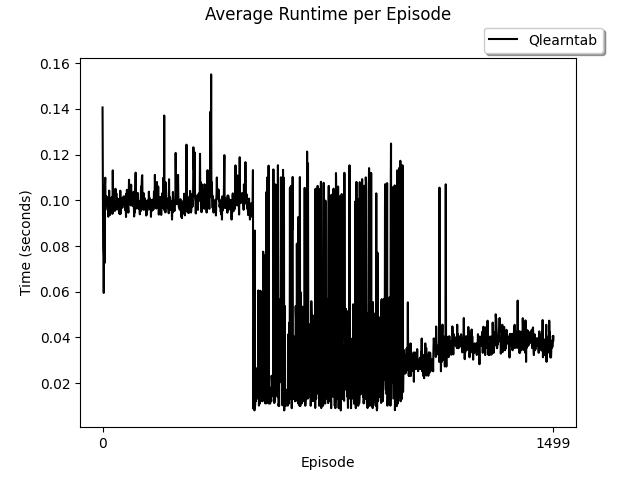 Average Runtime per Episode
Qlearntab
0.16
0.14
0.12
0.10
0.08
0.06
0.04
0.02
Time (seconds)
0
1499
Episode